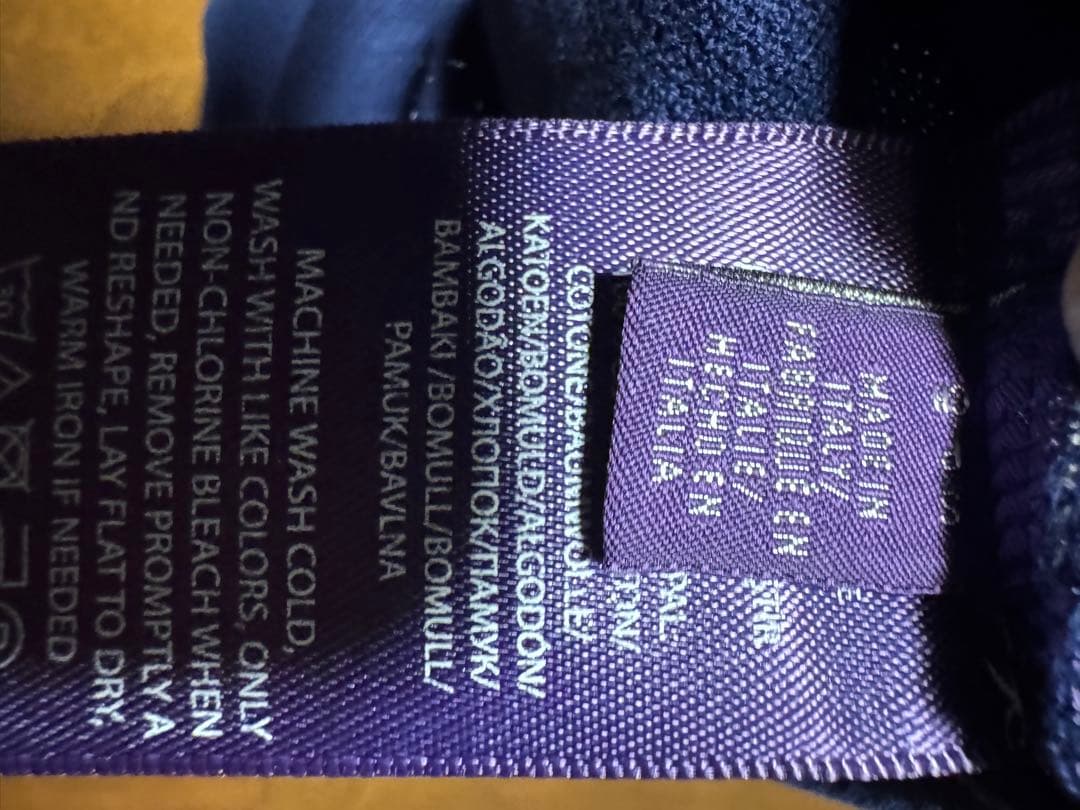 MADE IN
ITALY/
FABRIQUÉ EN
ITALIE/
HECHO EN
ITALIA
KATOEN/BOMULD/ALGODON/
ALGODÃO/ΧΛΟΠΟΚ/ΠΑΜΥΚ/
BAMBAKI /BOMULL/BOMULL/
PAMUK/BAVLNA
MACHINE WASH COLD,
WASH WITH LIKE COLORS, ONLY
NON-CHLORINE BLEACH WHEN
NEEDED, REMOVE PROMPTLY A
ND RESHAPE, LAY FLAT TO DRY,
WARM IRON IF NEEDED